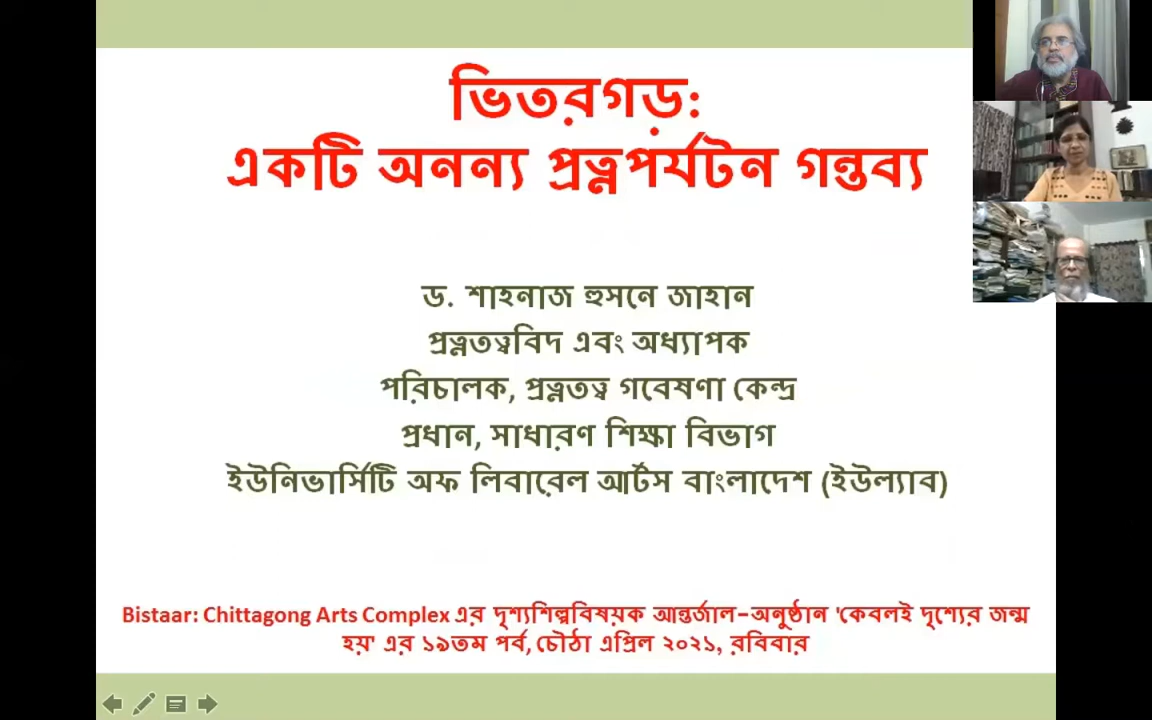 ভিতরগড়:
একটি অনন্য প্রত্নপর্যটন গন্তব্য
ড. শাহনাজ হুসনে জাহান
প্রত্নতত্ত্ববিদ এবং অধ্যাপক
পরিচালক, প্রত্নতত্ত্ব গবেষণা কেন্দ্র
প্রধান, সাধারণ শিক্ষা বিভাগ
ইউনিভার্সিটি অফ লিবারেল আর্টস বাংলাদেশ (ইউল্যাব)
Bistaar: Chittagong Arts Complex এর দৃশ্যশিল্পবিষয়ক আন্তর্জাল-অনুষ্ঠান 'কেবলই দৃশ্যের জন্ম
হয়' এর ১৯তম পর্ব, চৌঠা এপ্রিল ২০২১, রবিবার